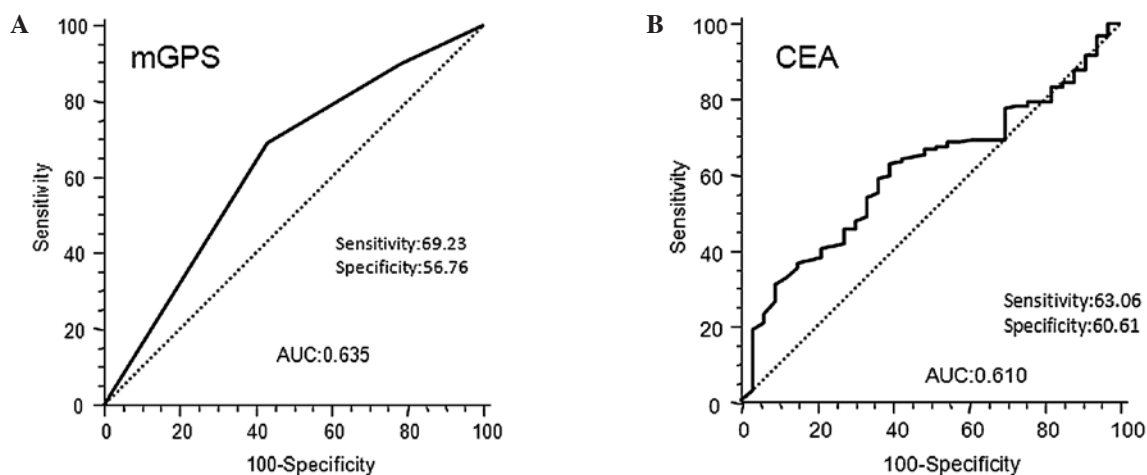 A
mGPS
100
80
60
40
20
0
Sensitivity
Sensitivity:69.23
Specificity:56.76
AUC:0.635
0 20 40 60 80 100
100-Specificity
B
CEA
100
80
60
40
20
0
Sensitivity
Sensitivity:63.06
Specificity:60.61
AUC:0.610
0 20 40 60 80 100
100-Specificity